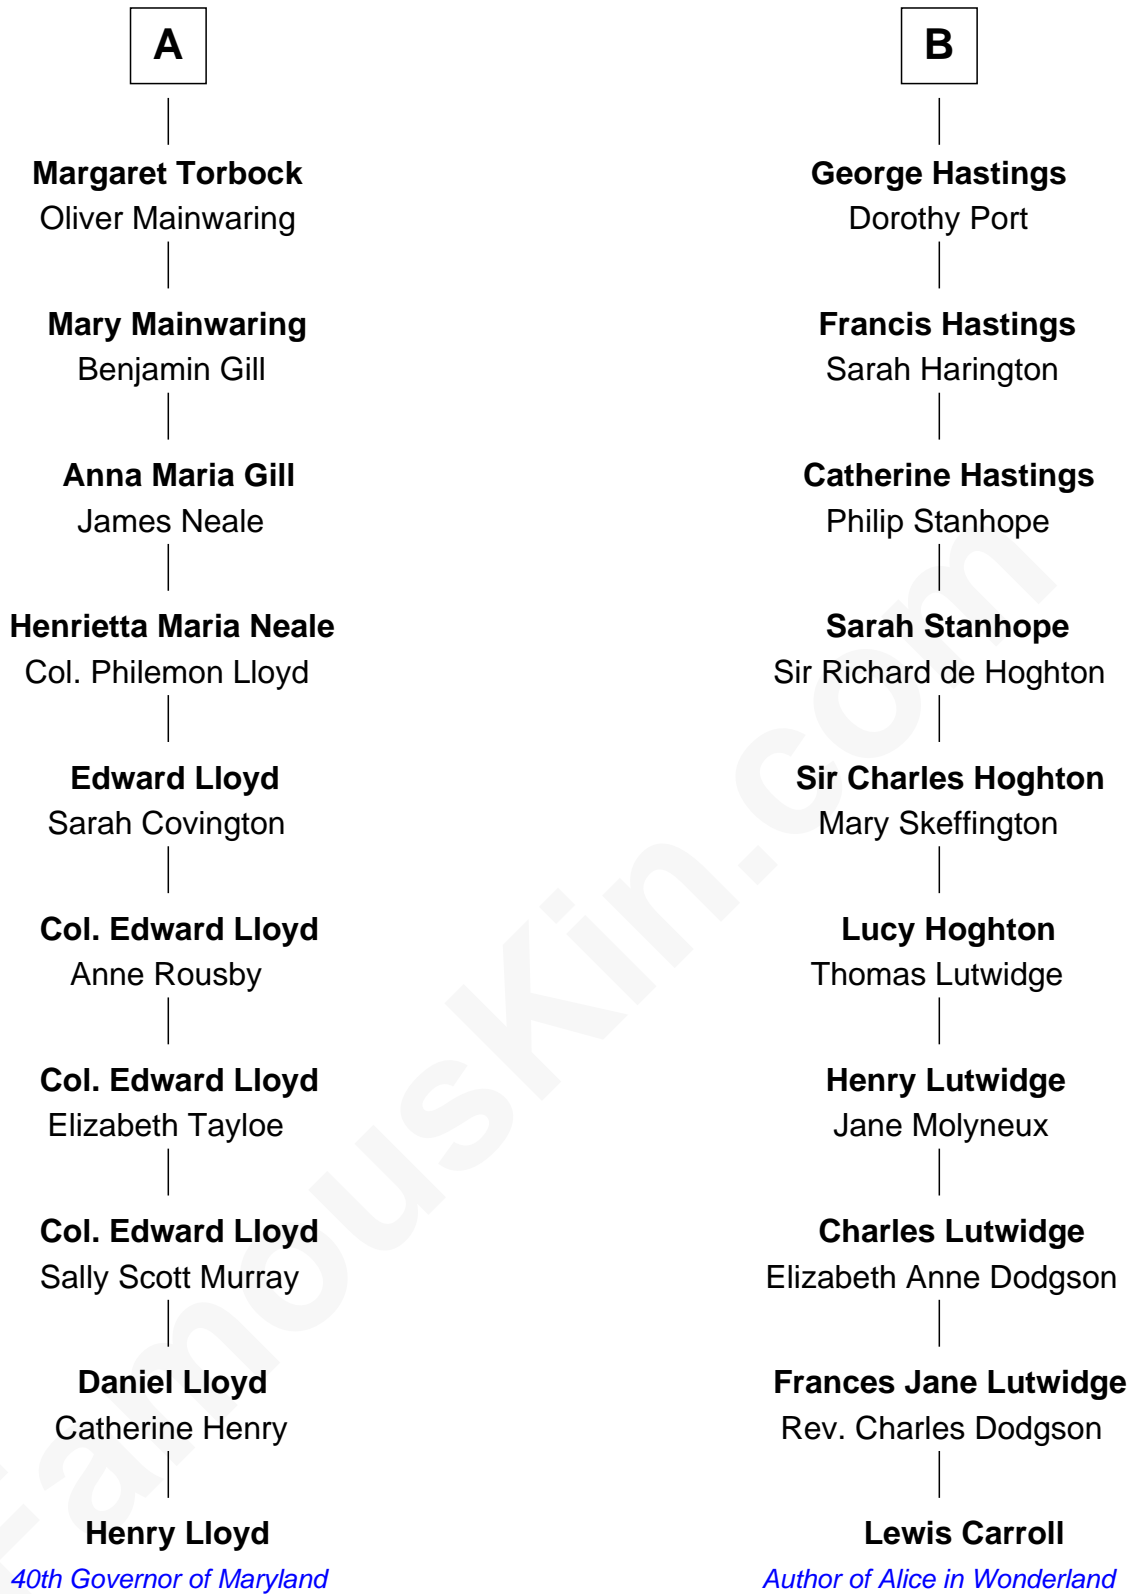 A
Margaret Torbock
Oliver Mainwaring
Mary Mainwaring
Benjamin Gill
Anna Maria Gill
James Neale
Henrietta Maria Neale
Col. Philemon Lloyd
Edward Lloyd
Sarah Covington
Col. Edward Lloyd
Anne Rousby
Col. Edward Lloyd
Elizabeth Tayloe
Col. Edward Lloyd
Sally Scott Murray
Daniel Lloyd
Catherine Henry
Henry Lloyd
40th Governor of Maryland
B
George Hastings
Dorothy Port
Francis Hastings
Sarah Harington
Catherine Hastings
Philip Stanhope
Sarah Stanhope
Sir Richard de Hoghton
Sir Charles Hoghton
Mary Skeffington
Lucy Hoghton
Thomas Lutwidge
Henry Lutwidge
Jane Molyneux
Charles Lutwidge
Elizabeth Anne Dodgson
Frances Jane Lutwidge
Rev. Charles Dodgson
Lewis Carroll
Author of Alice in Wonderland
FamousKin.com